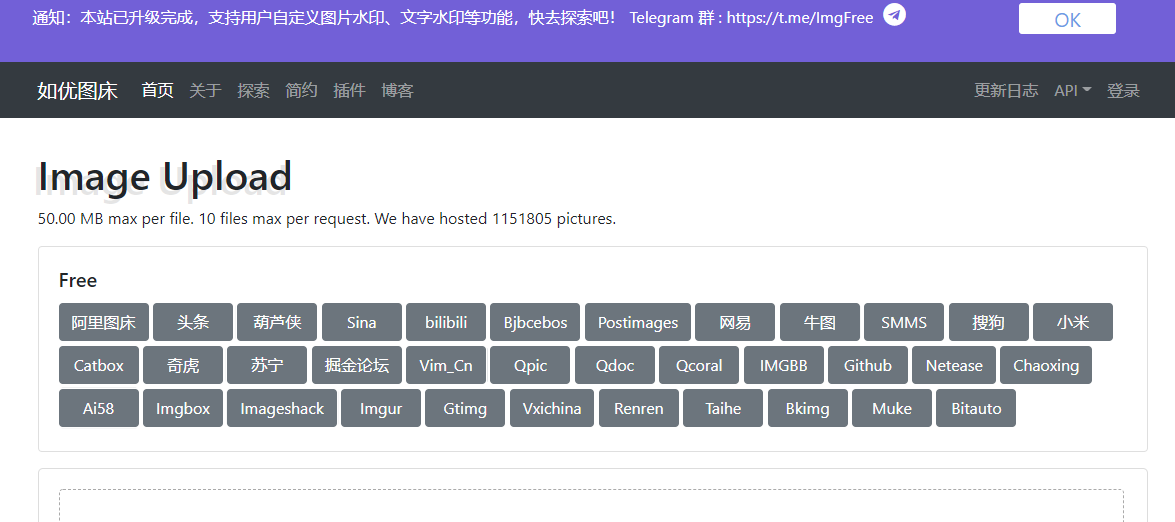 通知：本站已升级完成，支持用户自定义图片水印、文字水印等功能，快去探索吧！ Telegram 群 : https://t.me/ImgFree OK
如优图床 首页 关于 探索 简约 插件 博客 更新日志 API 登录
Image Upload
50.00 MB max per file. 10 files max per request. We have hosted 1151805 pictures.
Free
阿里图床 头条 葫芦侠 Sina bilibili Bjbcebos Postimages 网易 牛图 SMMS 搜狗 小米
Catbox 奇虎 苏宁 掘金论坛 Vim_Cn Qpic Qdoc Qcoral IMGBB Github Netease Chaoxing
Ai58 Imgbox Imageshack Imgur Gtimg Vxichina Renren Taihe Bkimg Muke Bitauto